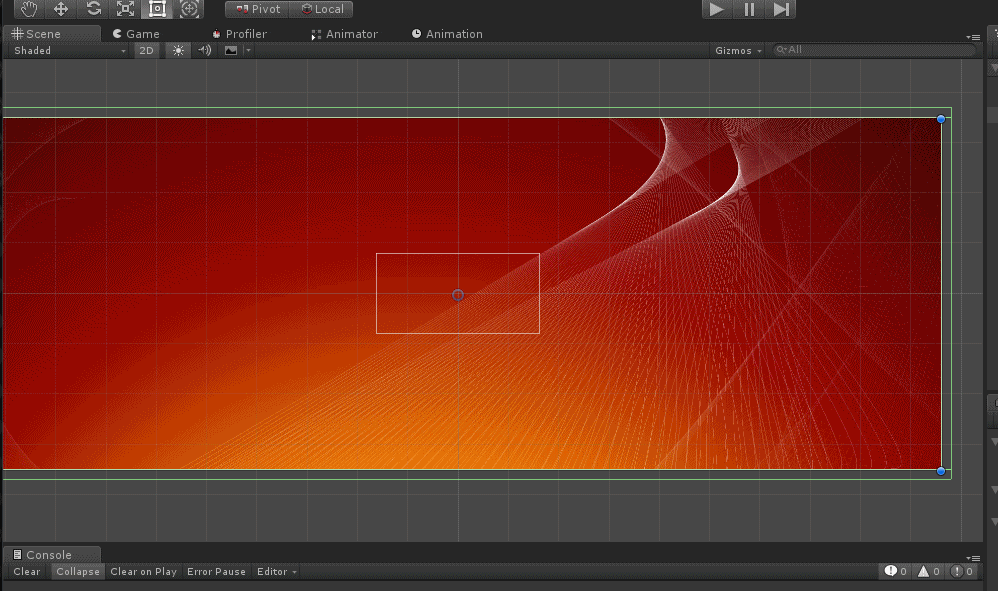 Pivot Local
Scene Game Profiler Animator Animation
Shaded 2D Gizmos All
Console
Clear Collapse Clear on Play Error Pause Editor 0 0 0